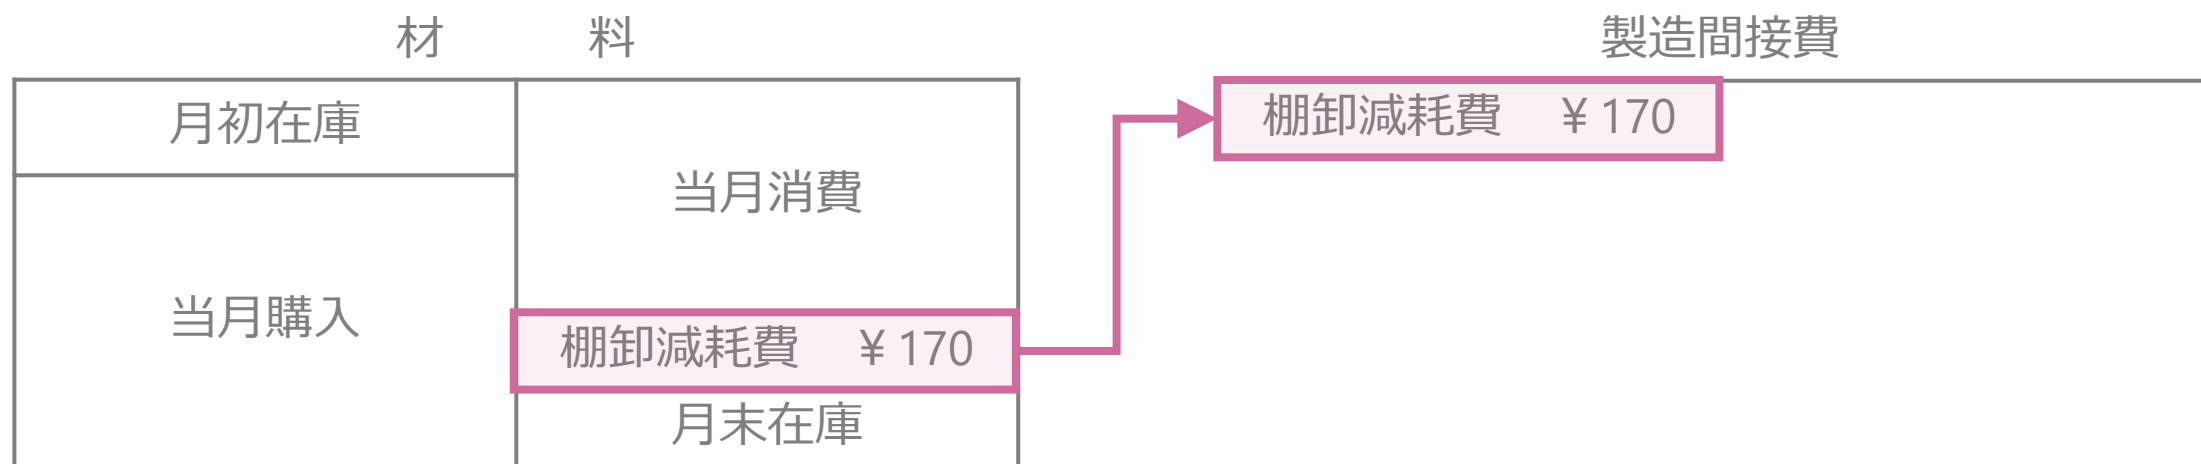 材　料
製造間接費
月初在庫
棚卸減耗費　¥ 170
当月消費
当月購入
棚卸減耗費　¥ 170
月末在庫